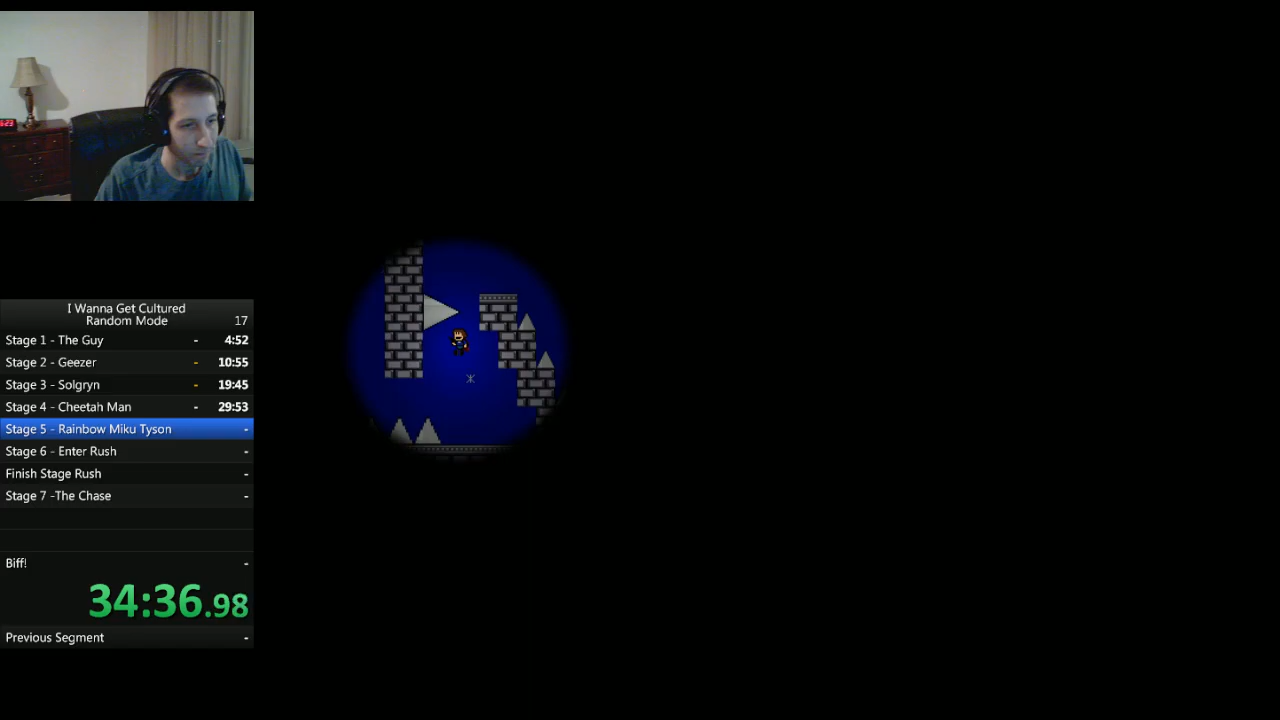 I Wanna Get Cultured
Random Mode 17
Stage 1 - The Guy - 4:52
Stage 2 - Geezer - 10:55
Stage 3 - Solgryn - 19:45
Stage 4 - Cheetah Man - 29:53
Stage 5 - Rainbow Miku Tyson -
Stage 6 - Enter Rush -
Finish Stage Rush -
Stage 7 -The Chase -
Biff! -
34:36.98
Previous Segment -